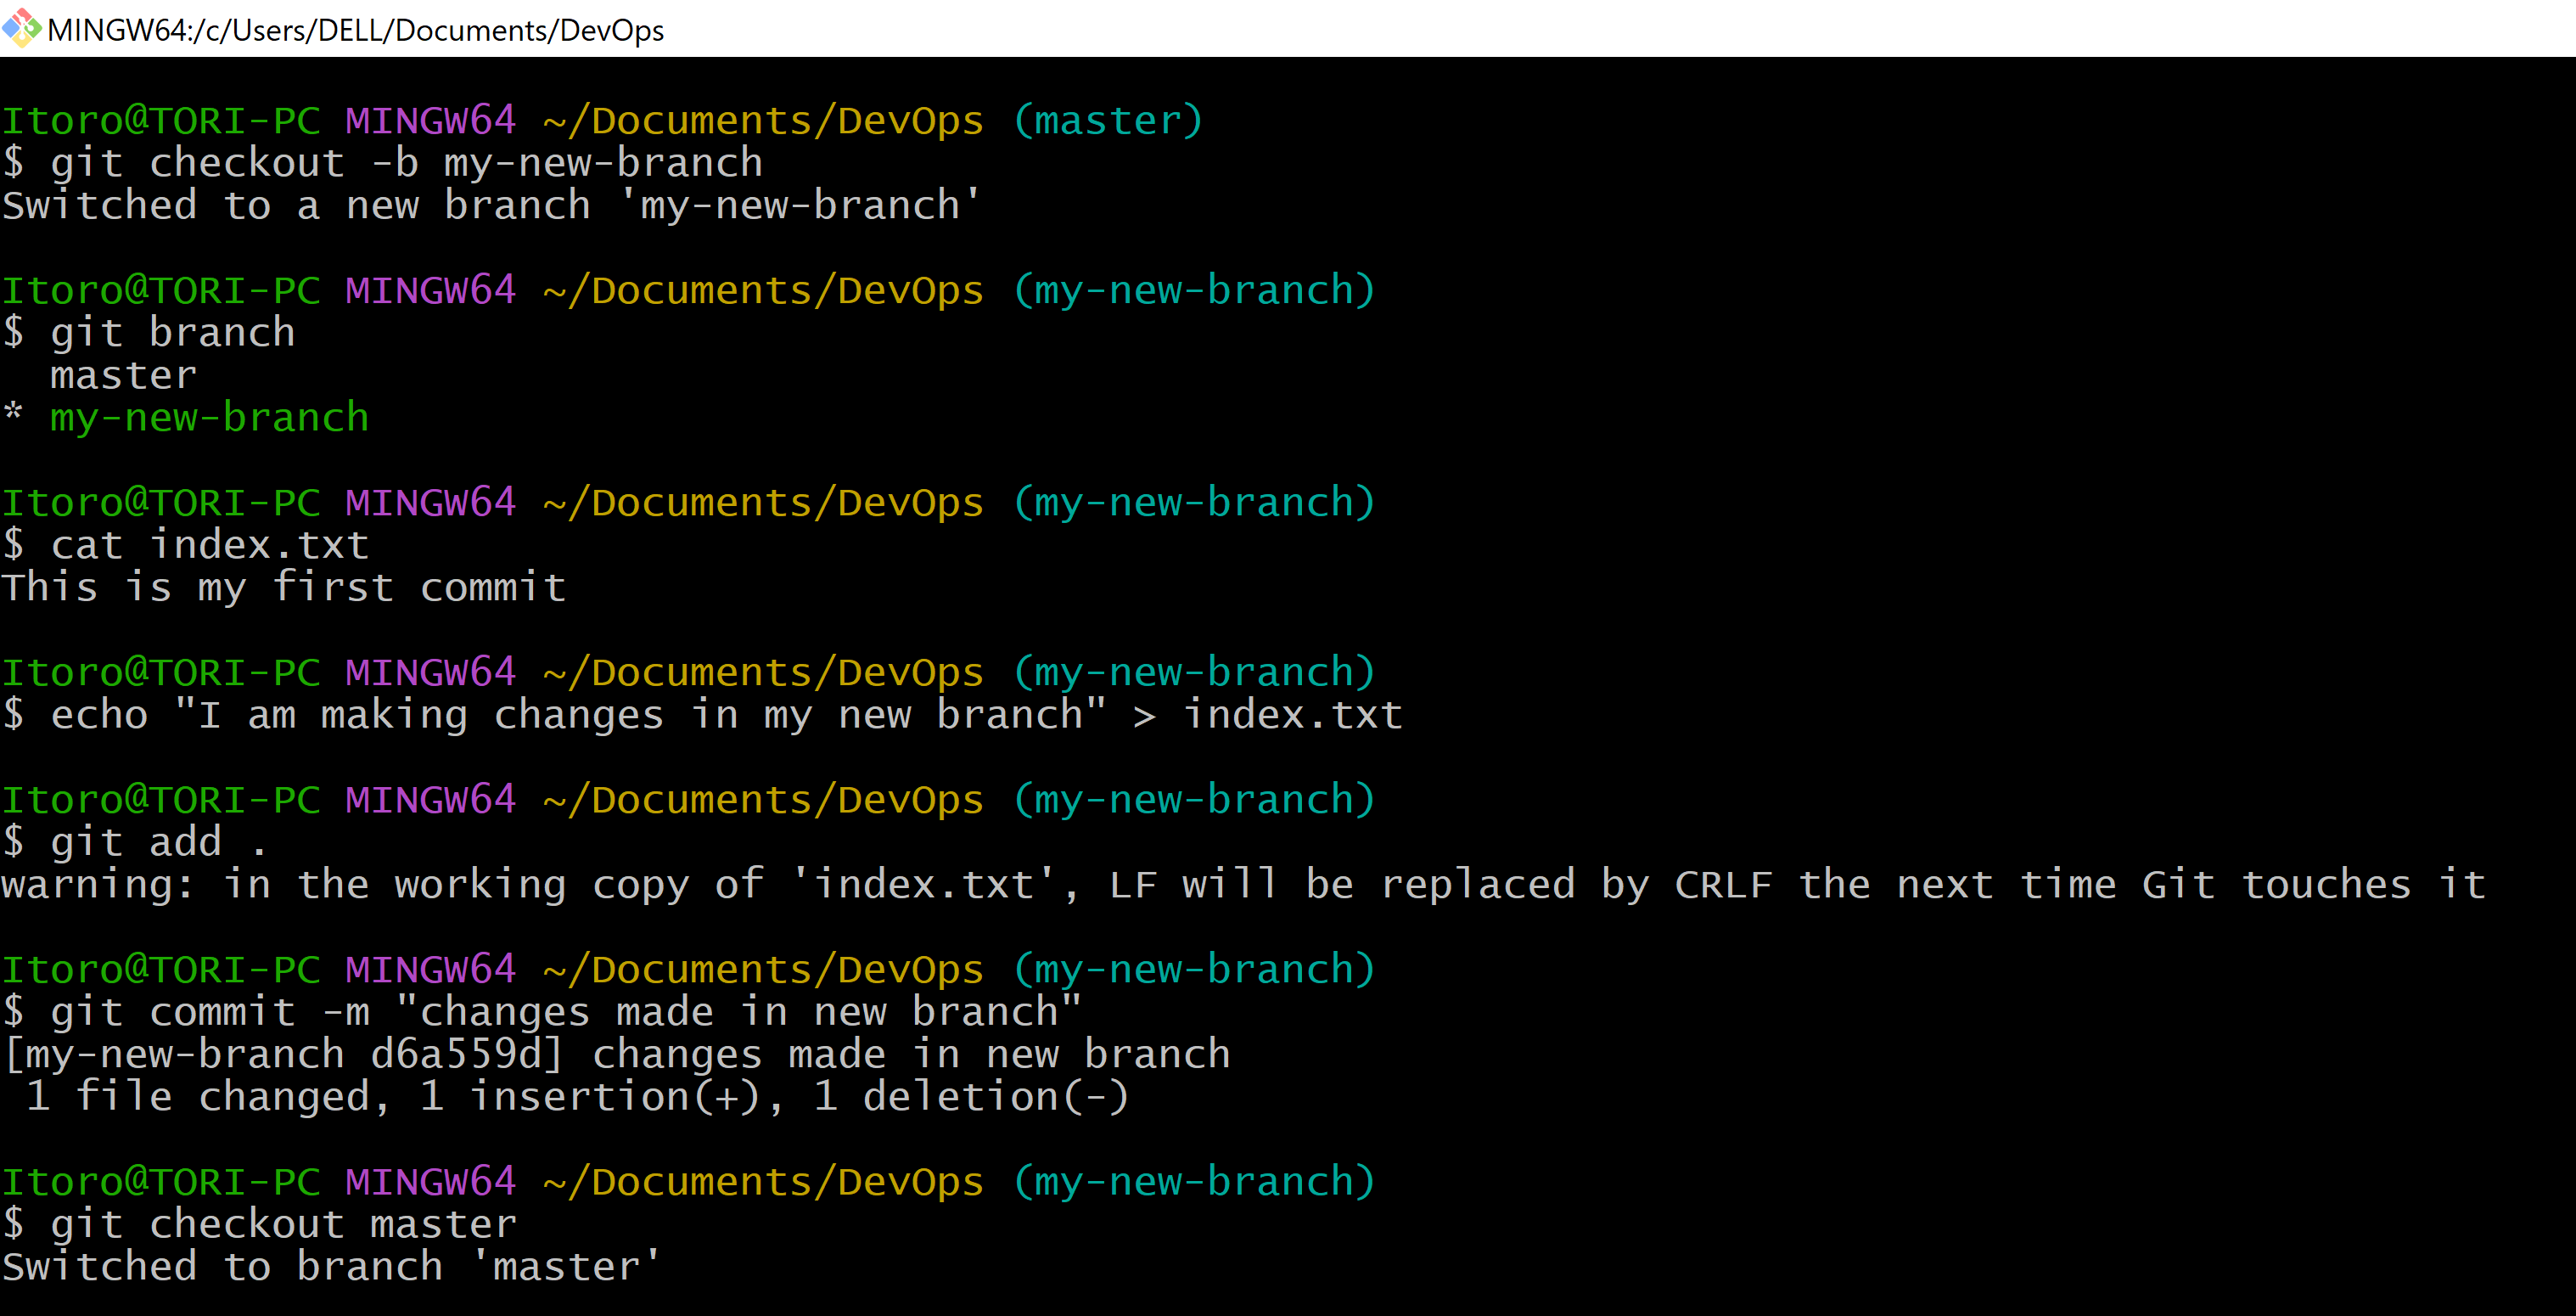 MINGW64:/c/Users/DELL/Documents/DevOps
Itoro@TORI-PC MINGW64 ~/Documents/DevOps (master)
$ git checkout -b my-new-branch
Switched to a new branch 'my-new-branch'
Itoro@TORI-PC MINGW64 ~/Documents/DevOps (my-new-branch)
$ git branch
  master
* my-new-branch
Itoro@TORI-PC MINGW64 ~/Documents/DevOps (my-new-branch)
$ cat index.txt
This is my first commit
Itoro@TORI-PC MINGW64 ~/Documents/DevOps (my-new-branch)
$ echo "I am making changes in my new branch" > index.txt
Itoro@TORI-PC MINGW64 ~/Documents/DevOps (my-new-branch)
$ git add .
warning: in the working copy of 'index.txt', LF will be replaced by CRLF the next time Git touches it
Itoro@TORI-PC MINGW64 ~/Documents/DevOps (my-new-branch)
$ git commit -m "changes made in new branch"
[my-new-branch d6a559d] changes made in new branch
 1 file changed, 1 insertion(+), 1 deletion(-)
Itoro@TORI-PC MINGW64 ~/Documents/DevOps (my-new-branch)
$ git checkout master
Switched to branch 'master'